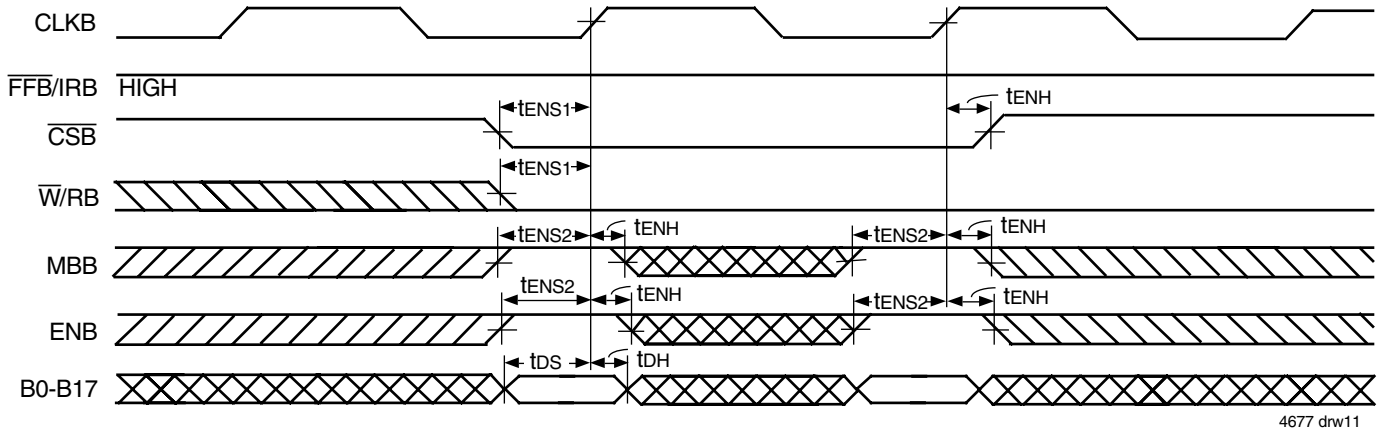 CLKB
FFB/IRB HIGH
tENS1 tENH
CSB
tENS1
W/RB
tENS2 tENH tENS2 tENH
MBB
tENS2 tENH tENS2 tENH
ENB
tDS tDH
B0-B17
4677 drw11